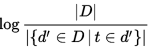 log |D| / |{d′ ∈ D | t ∈ d′}|